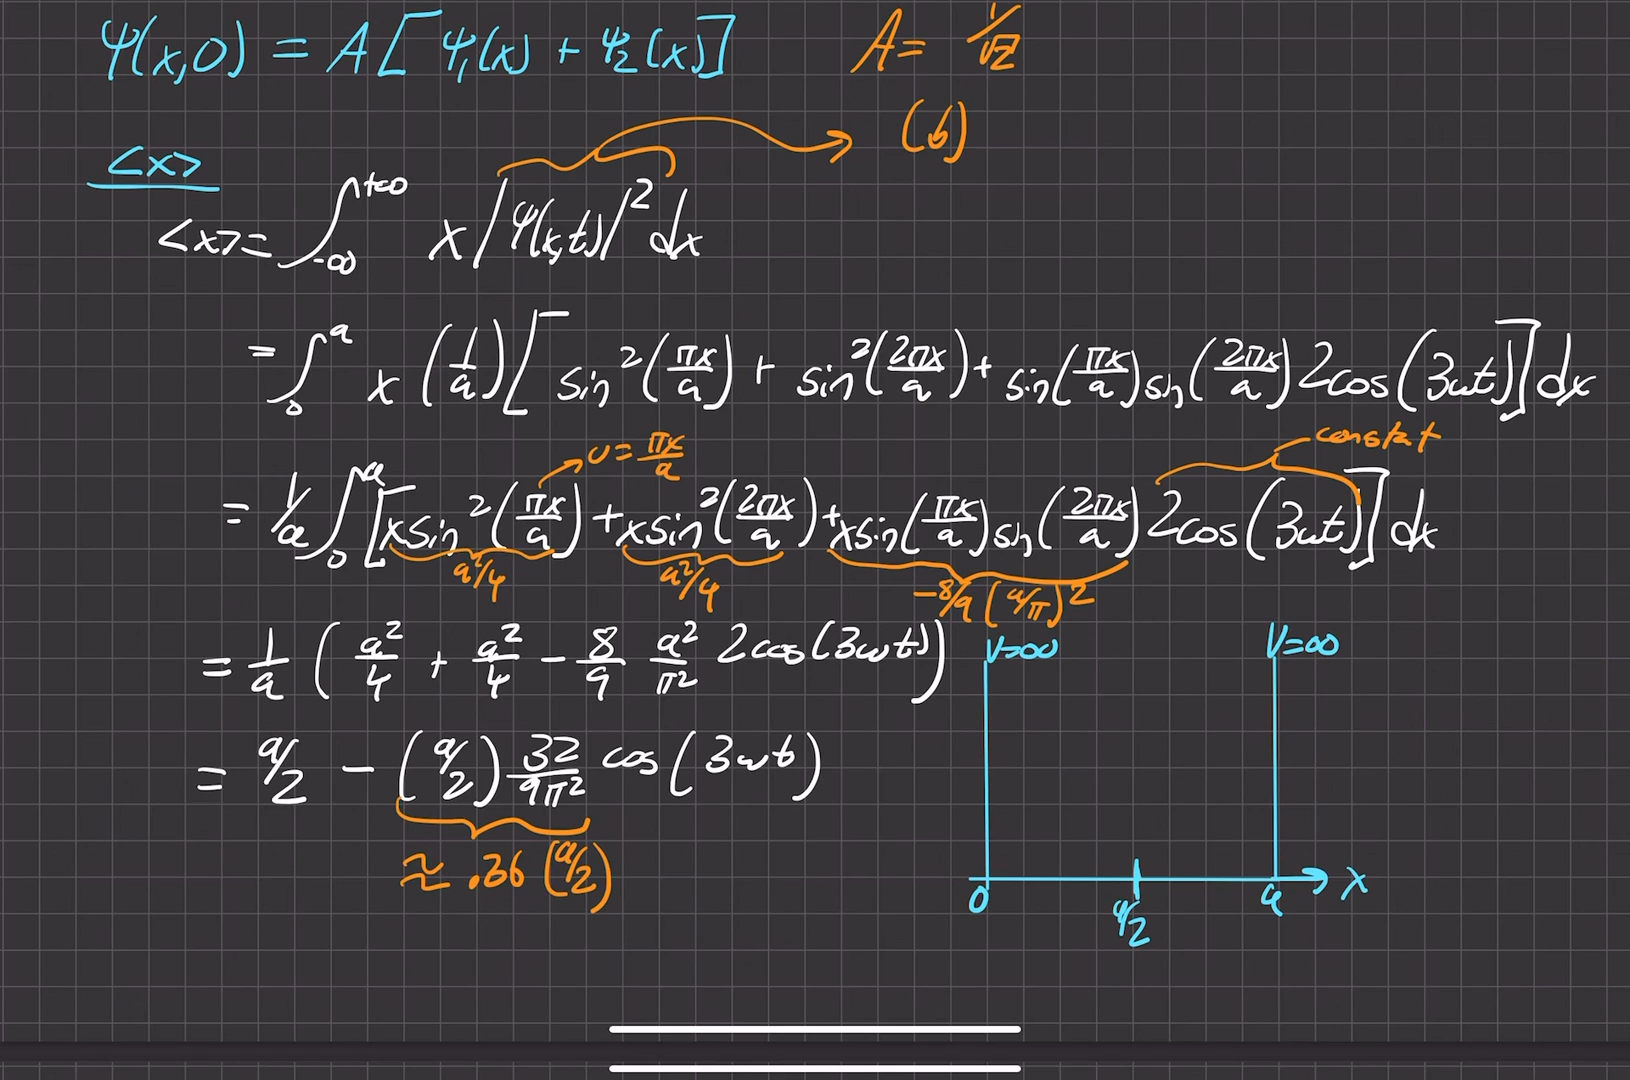 Ψ(x,0) = A[ψ₁(x) + ψ₂(x)]   A = 1/√2
(b)
<x>
<x> = ∫_{-∞}^{+∞} x |Ψ(x,t)|² dx
= ∫₀^a x (1/a) [sin²(πx/a) + sin²(2πx/a) + sin(πx/a) sin(2πx/a) 2cos(3ωt)] dx
constat
u = πx/a
= 1/a ∫₀^a [x sin²(πx/a) + x sin²(2πx/a) + x sin(πx/a) sin(2πx/a) 2cos(3ωt)] dx
a²/4   a²/4   -8/9 (a/π)²
= 1/a (a²/4 + a²/4 - 8/9 a²/π² 2cos(3ωt))
V=∞   V=∞
= a/2 - (a/2) 32/9π² cos(3ωt)
≈ .36 (a/2)
0   a/2   a   x